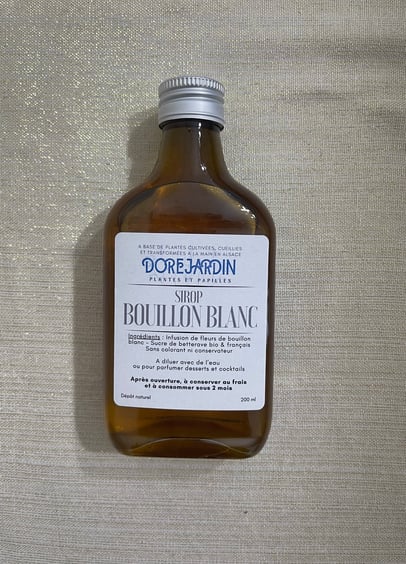 A BASE DE PLANTES CULTIVÉES, CUEILLIES
ET TRANSFORMÉES À LA MAIN EN ALSACE
DOREJARDIN
PLANTES ET PAPILLES
SIROP
BOUILLON BLANC
Ingrédients : Infusion de fleurs de bouillon
blanc - Sucre de betterave bio & français
Sans colorant ni conservateur
A diluer avec de l'eau
ou pour parfumer desserts et cocktails
Après ouverture, à conserver au frais
et à consommer sous 2 mois
Dépôt naturel
200 ml